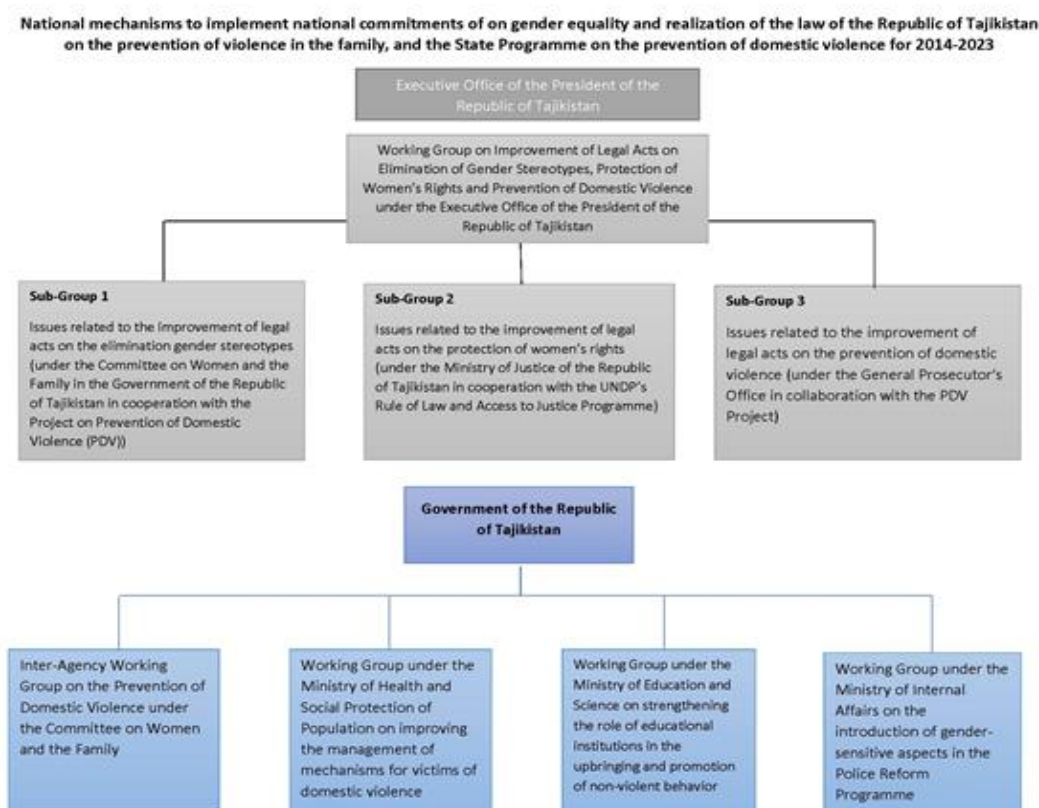 National mechanisms to implement national commitments of on gender equality and realization of the law of the Republic of Tajikistan
on the prevention of violence in the family, and the State Programme on the prevention of domestic violence for 2014-2023
Executive Office of the President of the
Republic of Tajikistan
Working Group on Improvement of Legal Acts on
Elimination of Gender Stereotypes, Protection of
Women's Rights and Prevention of Domestic Violence
under the Executive Office of the President of the
Republic of Tajikistan
Sub-Group 1
Issues related to the improvement of legal
acts on the elimination gender stereotypes
(under the Committee on Women and the
Family in the Government of the Republic
of Tajikistan in cooperation with the
Project on Prevention of Domestic
Violence (PDV))
Sub-Group 2
Issues related to the improvement of legal
acts on the protection of women's rights
(under the Ministry of Justice of the Republic
of Tajikistan in cooperation with the UNDP's
Rule of Law and Access to Justice Programme)
Sub-Group 3
Issues related to the improvement of
legal acts on the prevention of domestic
violence (under the General Prosecutor's
Office in collaboration with the PDV
Project)
Government of the Republic
of Tajikistan
Inter-Agency Working
Group on the Prevention of
Domestic Violence under
the Committee on Women
and the Family
Working Group under the
Ministry of Health and
Social Protection of
Population on improving
the management of
mechanisms for victims of
domestic violence
Working Group under the
Ministry of Education and
Science on strengthening
the role of educational
institutions in the
upbringing and promotion
of non-violent behavior
Working Group under the
Ministry of Internal
Affairs on the
introduction of gender-
sensitive aspects in the
Police Reform
Programme